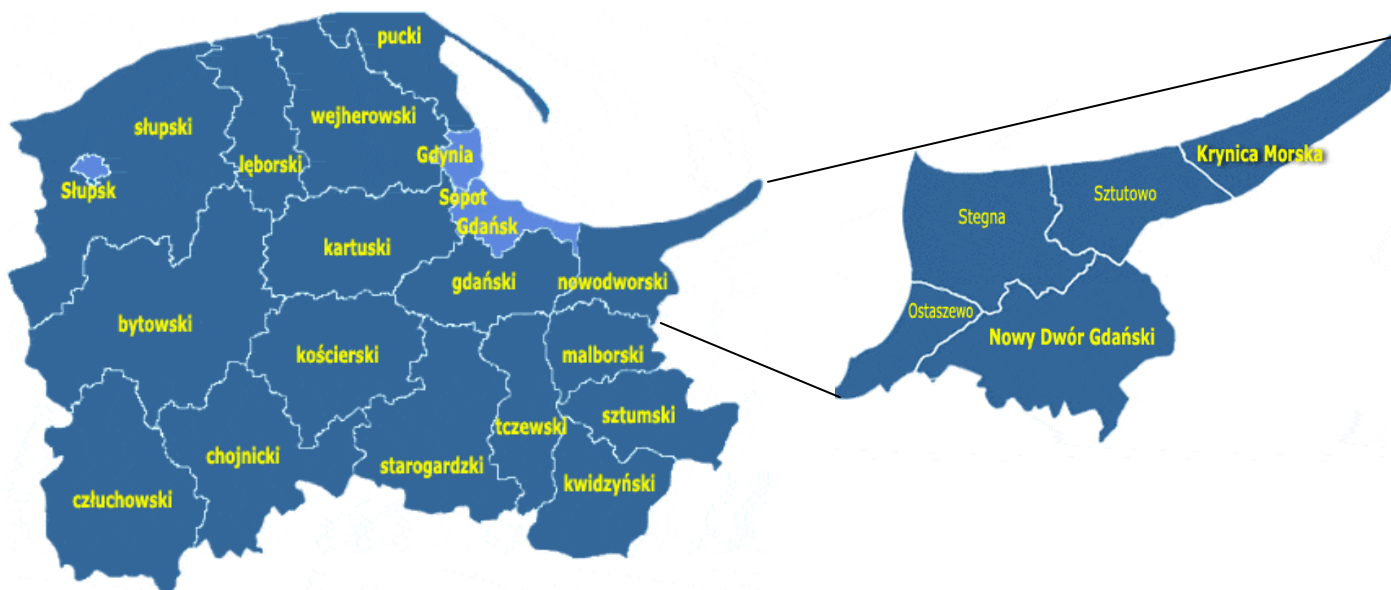 pucki
wejherowski
słupski
Gdynia
lęborski
Słupsk
Sopot
Gdańsk
kartuski
gdański
nowodworski
bytowski
kościerski
malborski
sztumski
tczewski
chojnicki
starogardzki
kwidzyński
człuchowski
Krynica Morska
Sztutowo
Stegna
Ostaszewo
Nowy Dwór Gdański